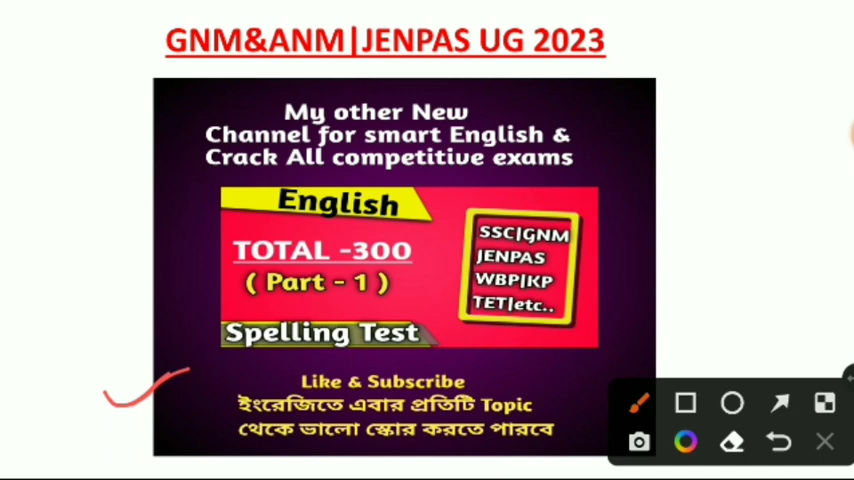 GNM&ANM|JENPAS UG 2023
My other New
Channel for smart English &
Crack All competitive exams
English
TOTAL -300
( Part - 1 )
Spelling Test
SSC|GNM
JENPAS
WBP|KP
TET|etc..
Like & Subscribe
ইংরেজিতে এবার প্রতিটি Topic
থেকে ভালো স্কোর করতে পারবে